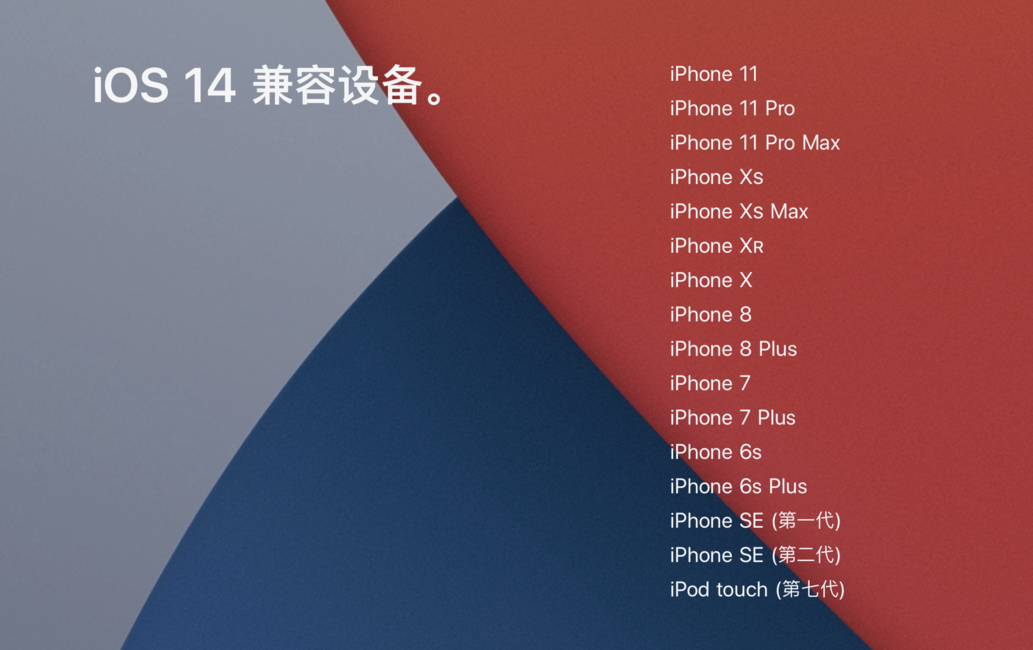 iOS 14 兼容设备。
iPhone 11
iPhone 11 Pro
iPhone 11 Pro Max
iPhone Xs
iPhone Xs Max
iPhone XR
iPhone X
iPhone 8
iPhone 8 Plus
iPhone 7
iPhone 7 Plus
iPhone 6s
iPhone 6s Plus
iPhone SE (第一代)
iPhone SE (第二代)
iPod touch (第七代)